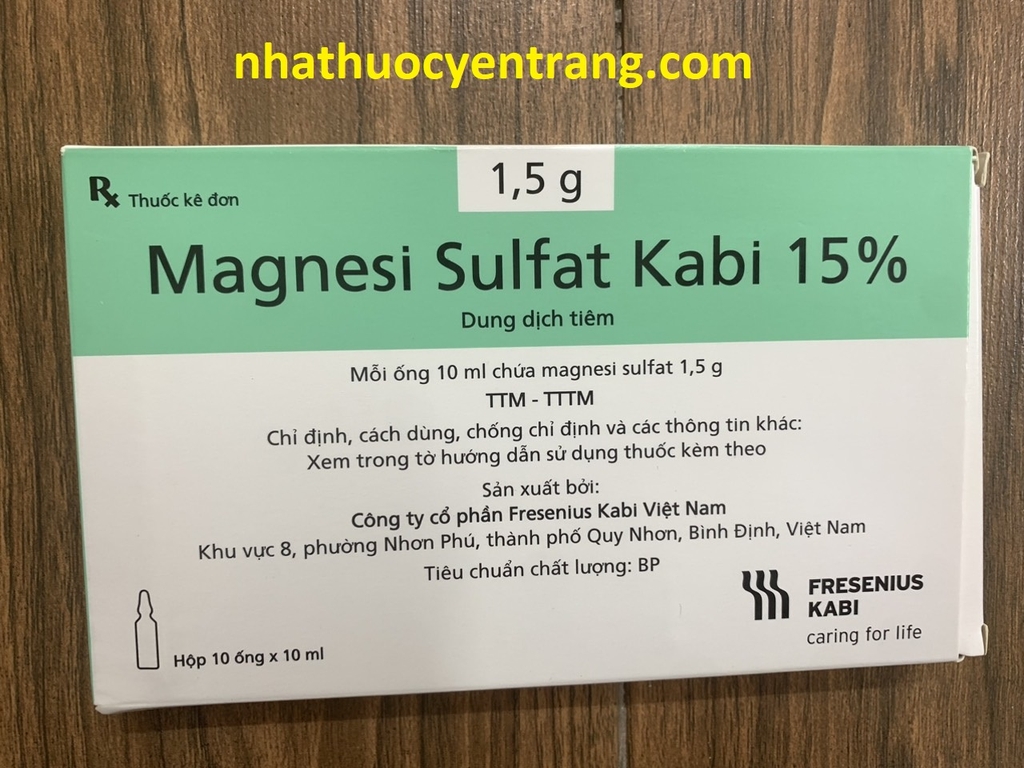 nhathuocyentrang.com
1,5 g
Rx Thuốc kê đơn
Magnesi Sulfat Kabi 15%
Dung dịch tiêm
Mỗi ống 10 ml chứa magnesi sulfat 1,5 g
TTM - TTTM
Chỉ định, cách dùng, chống chỉ định và các thông tin khác:
Xem trong tờ hướng dẫn sử dụng thuốc kèm theo
Sản xuất bởi:
Công ty cổ phần Fresenius Kabi Việt Nam
Khu vực 8, phường Nhơn Phú, thành phố Quy Nhơn, Bình Định, Việt Nam
Tiêu chuẩn chất lượng: BP
FRESENIUS
KABI
caring for life
Hộp 10 ống x 10 ml